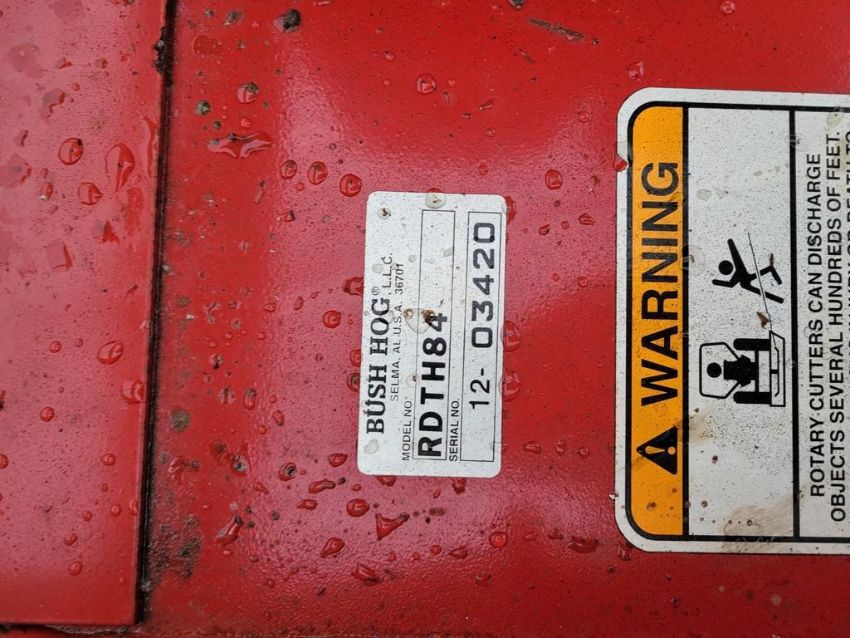 BUSH HOG® L.L.C.
SELMA, AL U.S.A. 36701
MODEL NO.
RDTH84
SERIAL NO.
12- 03420
WARNING
ROTARY CUTTERS CAN DISCHARGE
OBJECTS SEVERAL HUNDREDS OF FEET.